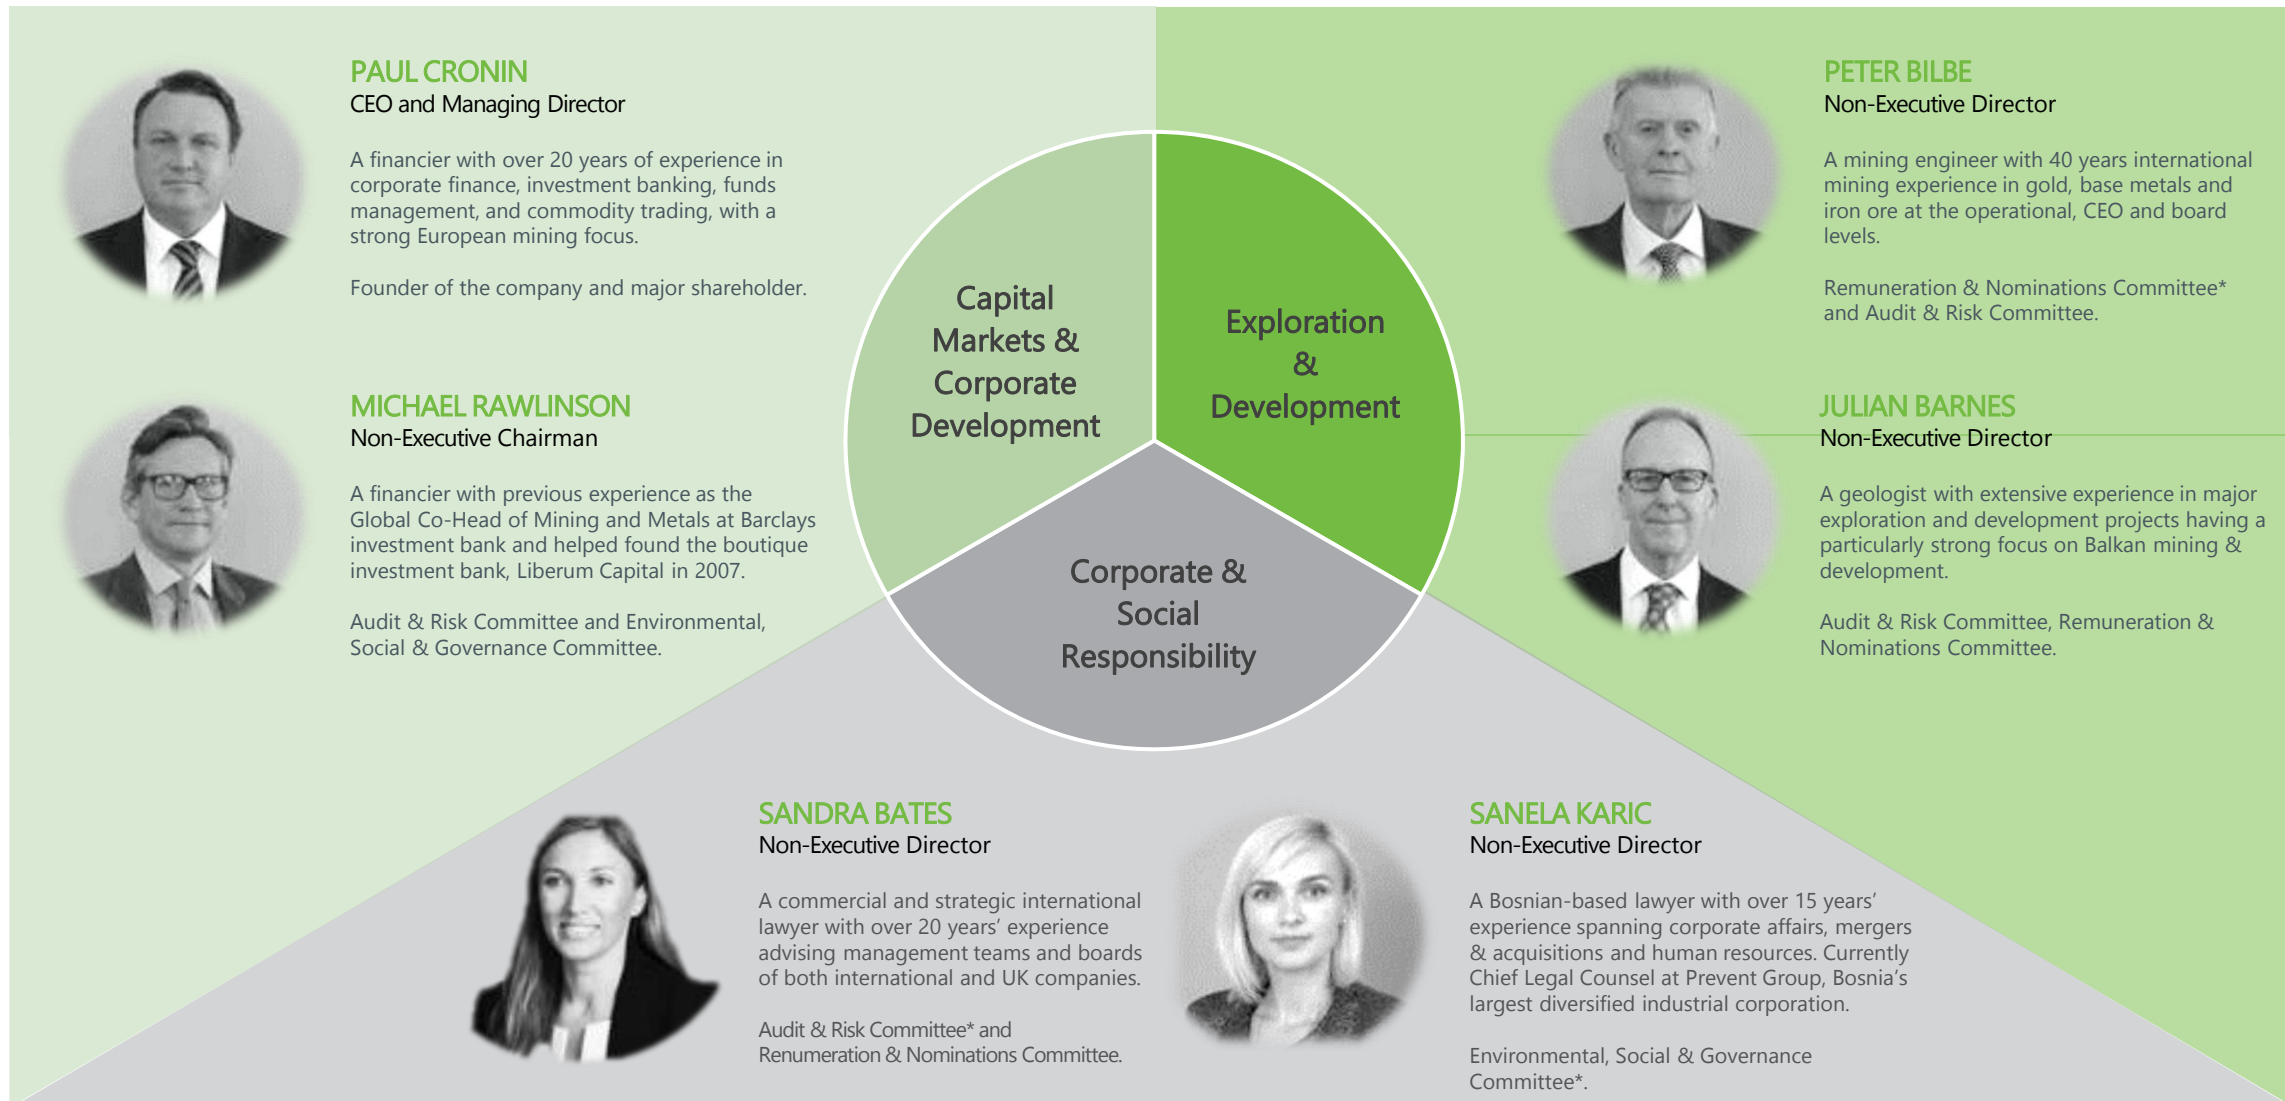 PAUL CRONIN
CEO and Managing Director
A financier with over 20 years of experience in
corporate finance, investment banking, funds
management, and commodity trading, with a
strong European mining focus.
Founder of the company and major shareholder.
MICHAEL RAWLINSON
Non-Executive Chairman
A financier with previous experience as the
Global Co-Head of Mining and Metals at Barclays
investment bank and helped found the boutique
investment bank, Liberum Capital in 2007.
Audit & Risk Committee and Environmental,
Social & Governance Committee.
Capital
Markets &
Corporate
Development
Exploration
&
Development
Corporate &
Social
Responsibility
PETER BILBE
Non-Executive Director
A mining engineer with 40 years international
mining experience in gold, base metals and
iron ore at the operational, CEO and board
levels.
Remuneration & Nominations Committee*
and Audit & Risk Committee.
JULIAN BARNES
Non-Executive Director
A geologist with extensive experience in major
exploration and development projects having a
particularly strong focus on Balkan mining &
development.
Audit & Risk Committee, Remuneration &
Nominations Committee.
SANDRA BATES
Non-Executive Director
A commercial and strategic international
lawyer with over 20 years’ experience
advising management teams and boards
of both international and UK companies.
Audit & Risk Committee* and
Renumeration & Nominations Committee.
SANELA KARIC
Non-Executive Director
A Bosnian-based lawyer with over 15 years’
experience spanning corporate affairs, mergers
& acquisitions and human resources. Currently
Chief Legal Counsel at Prevent Group, Bosnia’s
largest diversified industrial corporation.
Environmental, Social & Governance
Committee*.